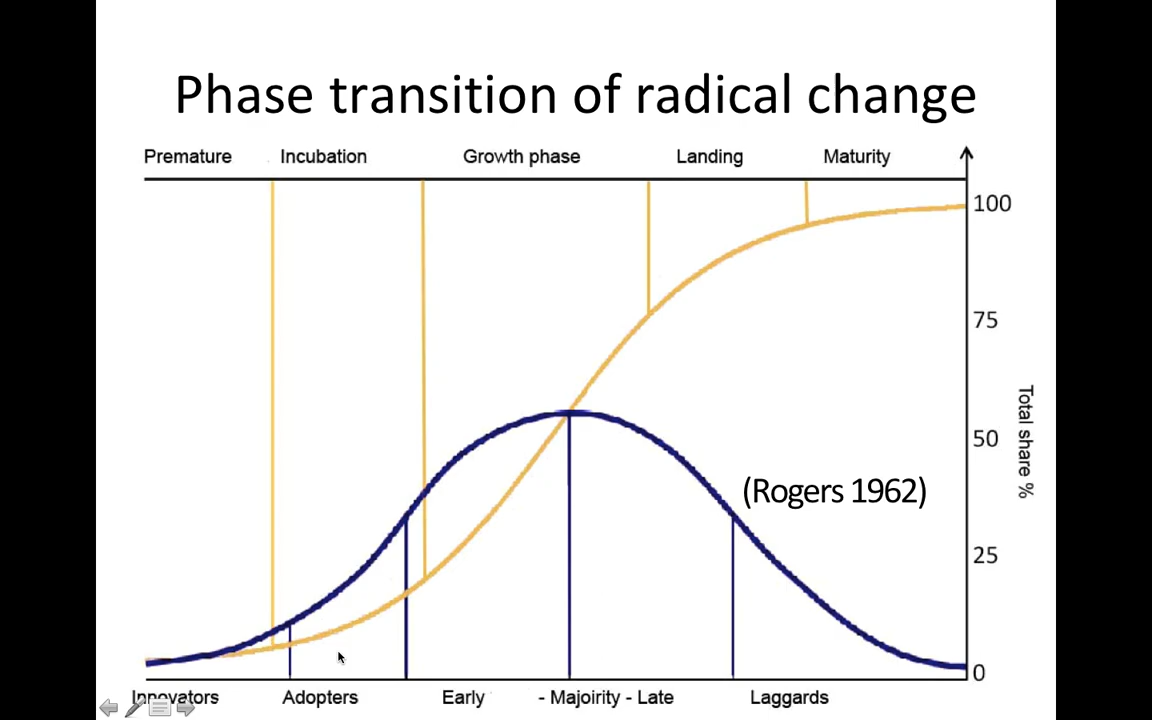 Phase transition of radical change
Premature Incubation Growth phase Landing Maturity
100
75
50
25
0
Total share %
(Rogers 1962)
Innovators Adopters Early - Majoirity - Late Laggards